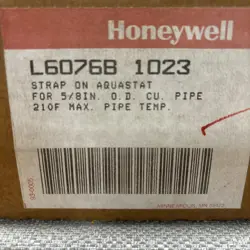 Honeywell
L6076B 1023
STRAP ON AQUASTAT
FOR 5/8IN. O.D. CU. PIPE
210F MAX. PIPE TEMP.